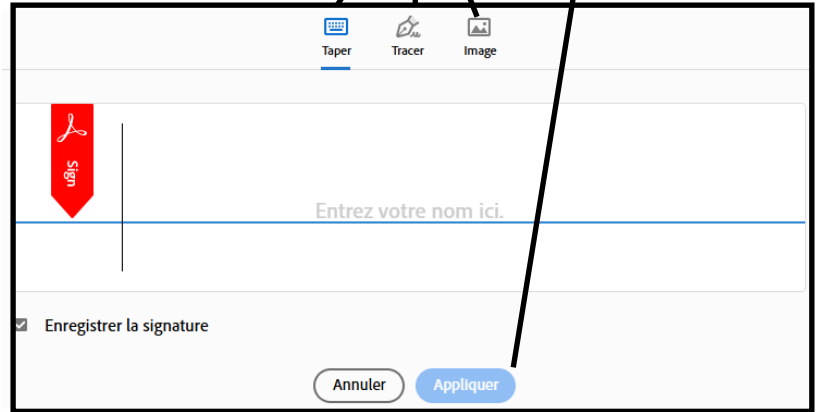 Taper Tracer Image
Sign
Entrez votre nom ici.
Enregistrer la signature
Annuler Appliquer